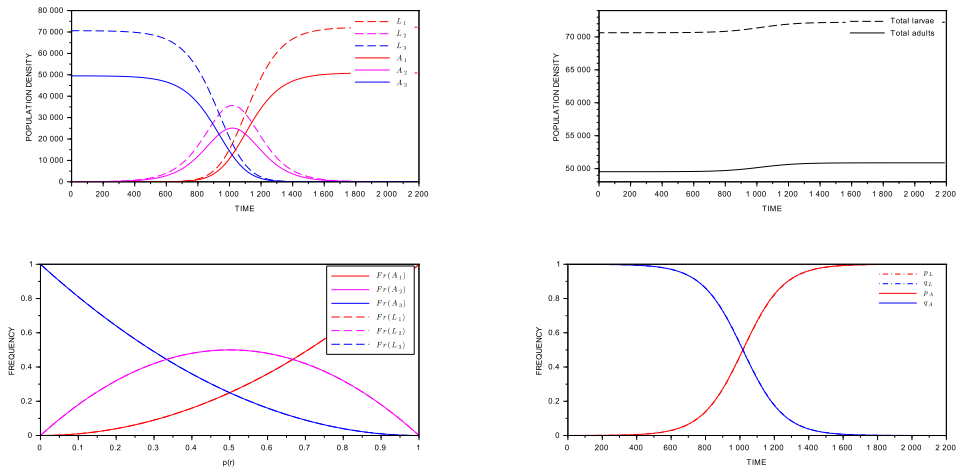 80 000
70 000
60 000
50 000
40 000
30 000
20 000
10 000
0
POPULATION DENSITY
0 200 400 600 800 1 000 1 200 1 400 1 600 1 800 2 000 2 200
TIME
L1
L2
L3
A1
A2
A3
70 000
65 000
60 000
55 000
50 000
POPULATION DENSITY
0 200 400 600 800 1 000 1 200 1 400 1 600 1 800 2 000 2 200
TIME
Total larvae
Total adults
1
0.8
0.6
0.4
0.2
0
FREQUENCY
0 0.1 0.2 0.3 0.4 0.5 0.6 0.7 0.8 0.9 1
p(r)
Fr(A1)
Fr(A2)
Fr(A3)
Fr(L1)
Fr(L2)
Fr(L3)
1
0.8
0.6
0.4
0.2
0
FREQUENCY
0 200 400 600 800 1 000 1 200 1 400 1 600 1 800 2 000 2 200
TIME
pL
qL
pA
qA